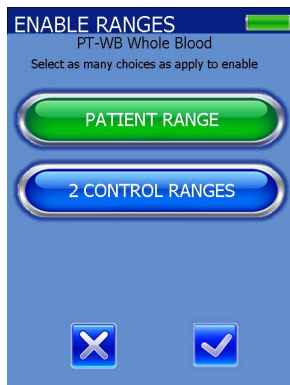 ENABLE RANGES
PT-WB Whole Blood
Select as many choices as apply to enable
PATIENT RANGE
2 CONTROL RANGES